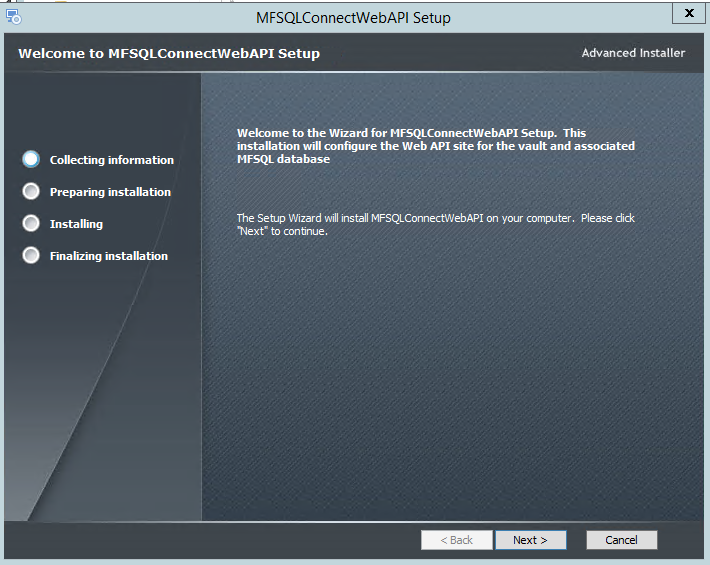 MFSQLConnectWebAPI Setup
x
Welcome to MFSQLConnectWebAPI Setup
Advanced Installer
Collecting information
Preparing installation
Installing
Finalizing installation
Welcome to the Wizard for MFSQLConnectWebAPI Setup. This
installation will configure the Web API site for the vault and associated
MFSQL database
The Setup Wizard will install MFSQLConnectWebAPI on your computer. Please click
"Next" to continue.
< Back
Next >
Cancel